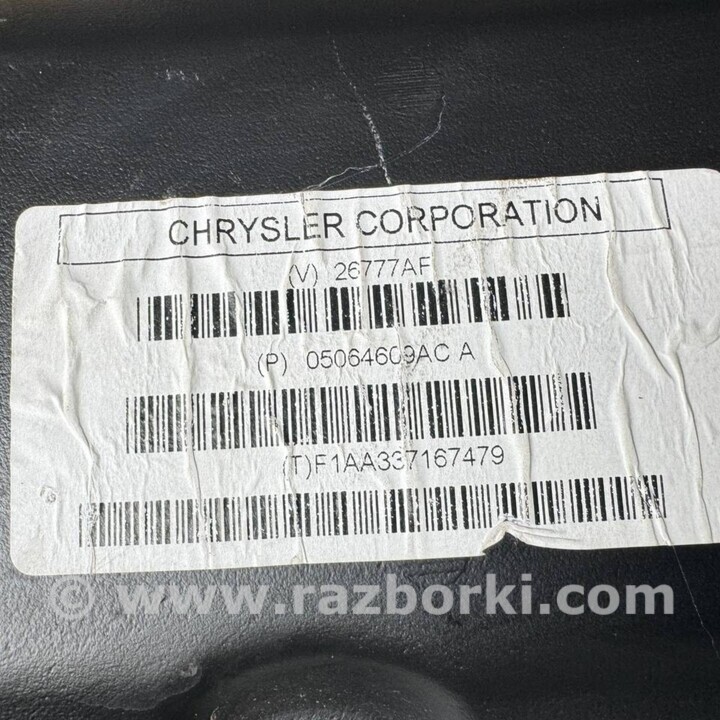 CHRYSLER CORPORATION
(V) 26777AF
(P) 05064609AC A
(T)F1AA337167479
© www.razborki.com